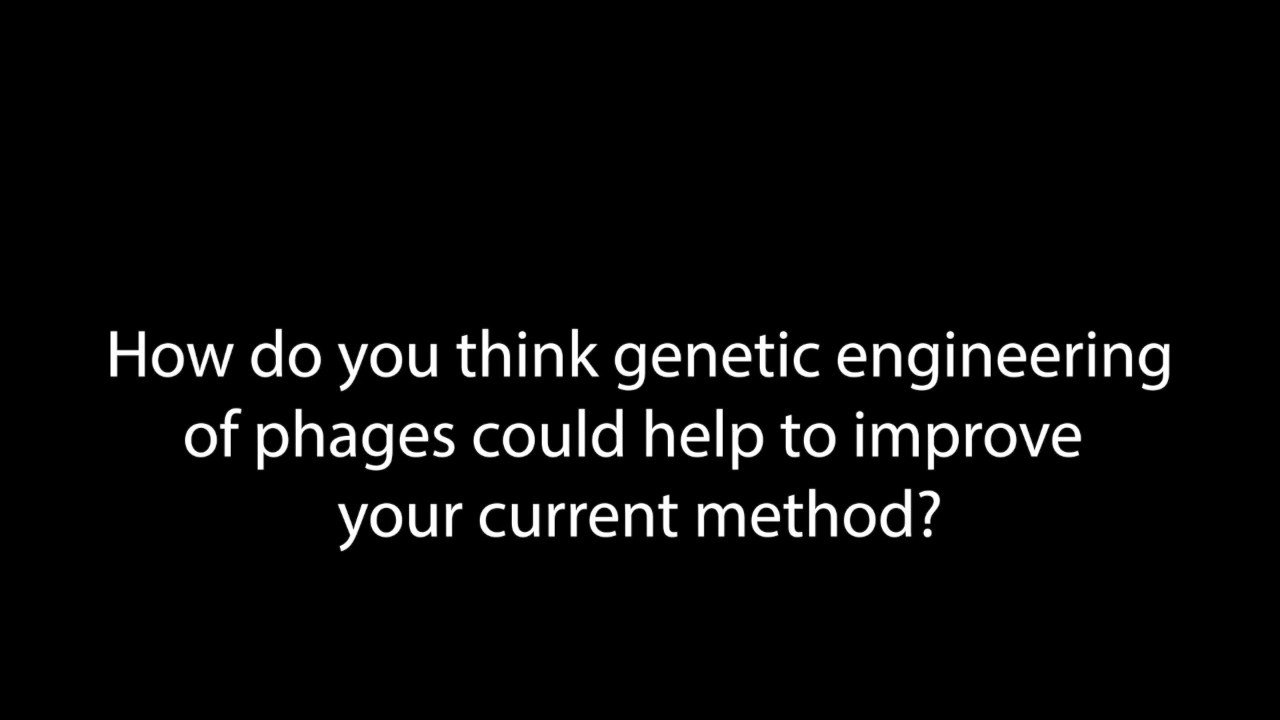 How do you think genetic engineering
of phages could help to improve
your current method?